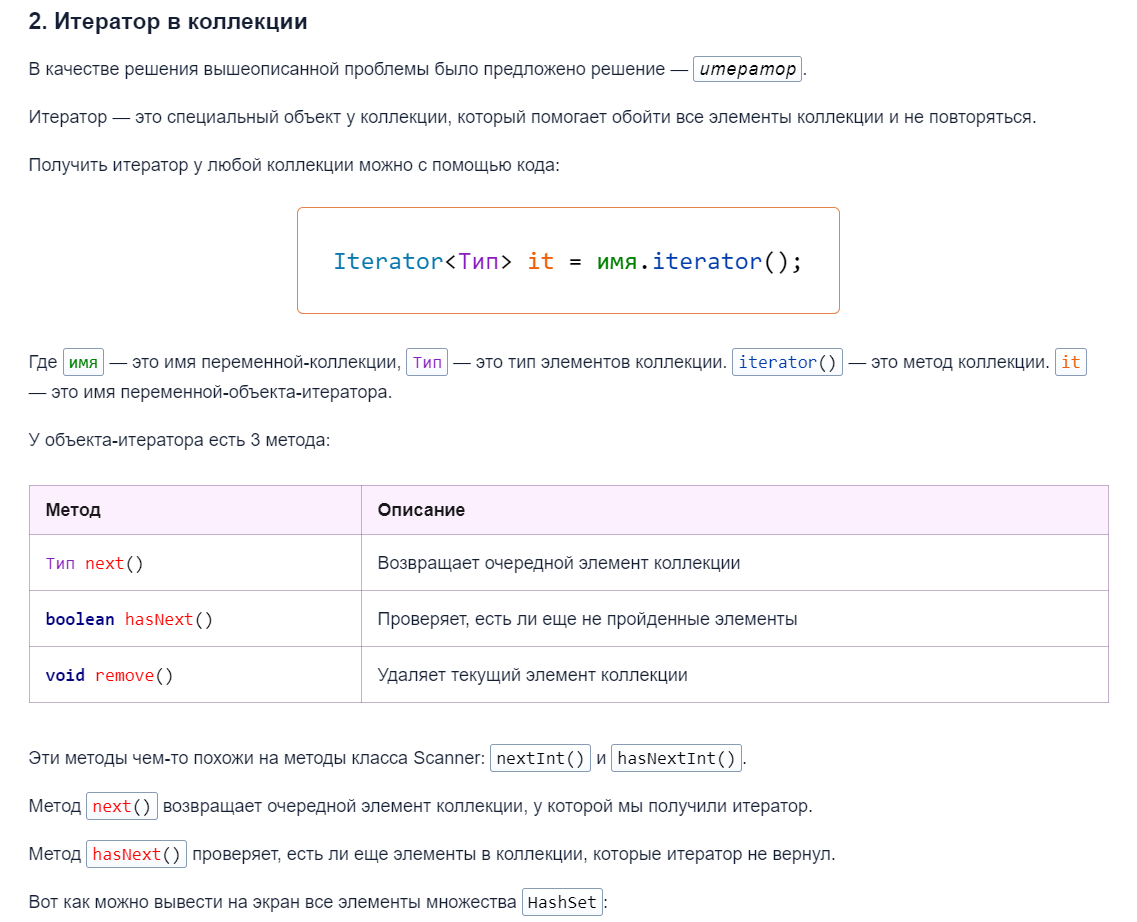 2. Итератор в коллекции
В качестве решения вышеописанной проблемы было предложено решение — итератор.
Итератор — это специальный объект у коллекции, который помогает обойти все элементы коллекции и не повторяться.
Получить итератор у любой коллекции можно с помощью кода:
Iterator<Тип> it = имя.iterator();
Где имя — это имя переменной-коллекции, Тип — это тип элементов коллекции. iterator() — это метод коллекции. it
— это имя переменной-объекта-итератора.
У объекта-итератора есть 3 метода:
Метод Описание
Тип next() Возвращает очередной элемент коллекции
boolean hasNext() Проверяет, есть ли еще не пройденные элементы
void remove() Удаляет текущий элемент коллекции
Эти методы чем-то похожи на методы класса Scanner: nextInt() и hasNextInt().
Метод next() возвращает очередной элемент коллекции, у которой мы получили итератор.
Метод hasNext() проверяет, есть ли еще элементы в коллекции, которые итератор не вернул.
Вот как можно вывести на экран все элементы множества HashSet: